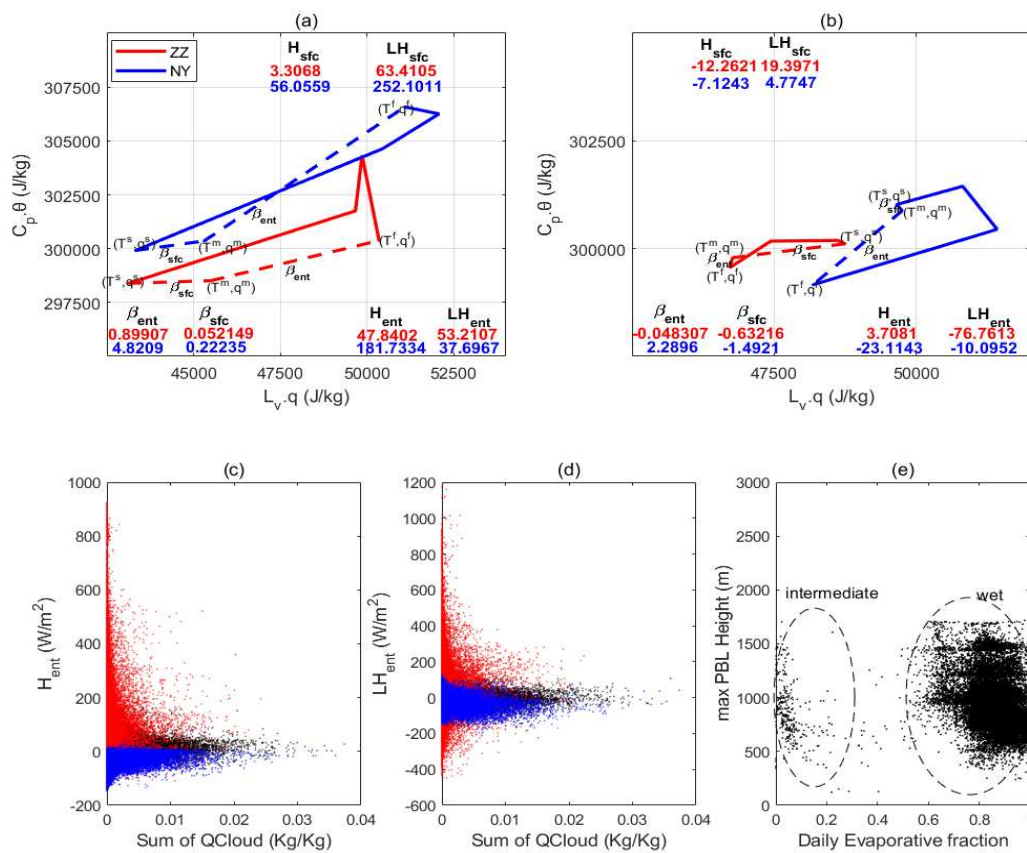 (a)
ZZ
NY
H_sfc LH_sfc
3.3068 63.4105
56.0559 252.1011
307500
305000
302500
300000
297500
C_p.θ (J/kg)
(T^f,q^f)
β_ent
(T^s,q^s)
β_sfc
(T^m,q^m)
(T^f,q^f)
β_ent
(T^s,q^s)
β_sfc
(T^m,q^m)
β_ent β_sfc H_ent LH_ent
0.89907 0.052149 47.8402 53.2107
4.8209 0.22235 181.7334 37.6967
45000 47500 50000 52500
L_v.q (J/kg)
(b)
H_sfc LH_sfc
-12.2621 19.3971
-7.1243 4.7747
302500
300000
C_p.θ (J/kg)
(T^s,q^s)
β_sfc
(T^m,q^m)
(T^m,q^m)
β_ent
(T^f,q^f)
(T^s,q^s)
β_sfc
β_ent
(T^f,q^f)
β_ent β_sfc H_ent LH_ent
-0.048307 -0.63216 3.7081 -76.7613
2.2896 -1.4921 -23.1143 -10.0952
47500 50000
L_v.q (J/kg)
(c)
1000
800
600
400
200
0
-200
H_ent (W/m²)
0 0.01 0.02 0.03 0.04
Sum of QCloud (Kg/Kg)
(d)
1200
1000
800
600
400
200
0
-200
-400
-600
LH_ent (W/m²)
0 0.01 0.02 0.03 0.04
Sum of QCloud (Kg/Kg)
(e)
3000
2500
2000
1500
1000
500
0
max PBL Height (m)
intermediate
wet
0 0.2 0.4 0.6 0.8 1
Daily Evaporative fraction